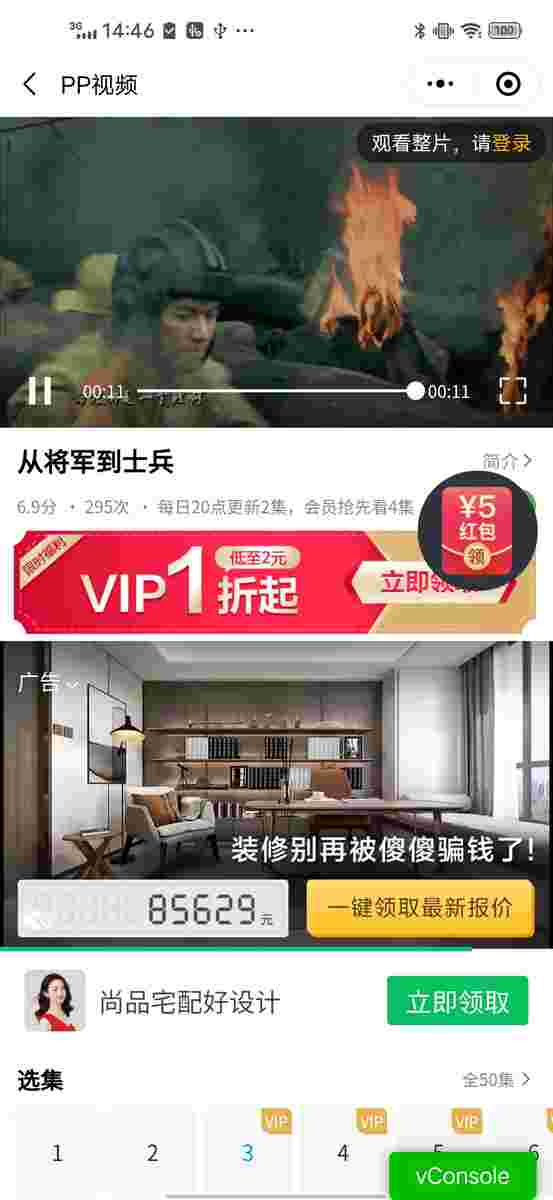 3G 14:46 100
PP视频
观看整片，请登录
00:11 00:11
从将军到士兵
简介
6.9分 · 295次 · 每日20点更新2集，会员抢先看4集
¥5
红包
领
限时福利
VIP1折起
低至2元
立即领取
广告
装修别再被傻傻骗钱了!
85629元
一键领取最新报价
尚品宅配好设计
立即领取
选集
全50集
VIP VIP VIP
1 2 3 4 5 6
vConsole